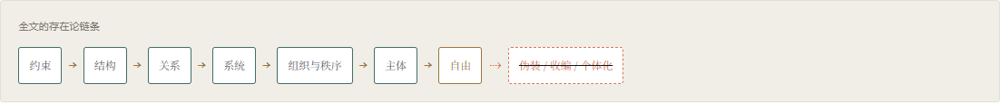 全文的存在论链条
约束 → 结构 → 关系 → 系统 → 组织与秩序 → 主体 → 自由 ⇢ 伪装 / 收编 / 个体化